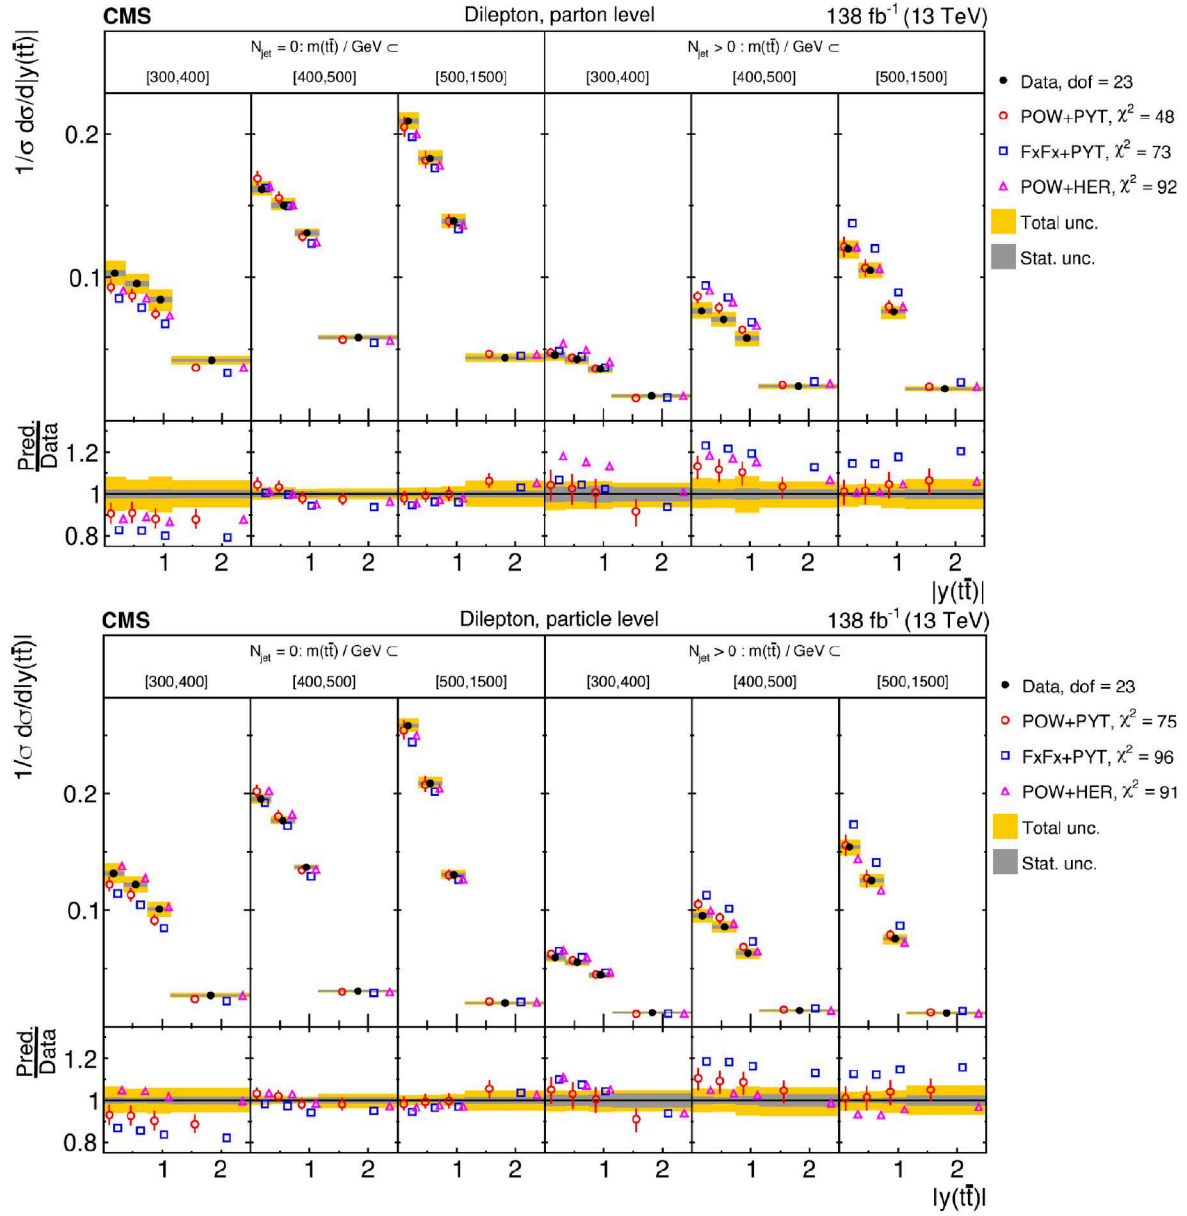 CMS Dilepton, parton level 138 fb⁻¹ (13 TeV)
N_jet = 0: m(tt̄) / GeV ⊂ N_jet > 0 : m(tt̄) / GeV ⊂
[300,400] [400,500] [500,1500] [300,400] [400,500] [500,1500]
1/σ dσ/d|y(tt̄)|
0.2
0.1
Data, dof = 23
POW+PYT, χ² = 48
FxFx+PYT, χ² = 73
POW+HER, χ² = 92
Total unc.
Stat. unc.
Pred.
Data
1.2
1
0.8
1 2 1 2 1 2 1 2 1 2 1 2
|y(tt̄)|
CMS Dilepton, particle level 138 fb⁻¹ (13 TeV)
N_jet = 0: m(tt̄) / GeV ⊂ N_jet > 0 : m(tt̄) / GeV ⊂
[300,400] [400,500] [500,1500] [300,400] [400,500] [500,1500]
1/σ dσ/d|y(tt̄)|
0.2
0.1
Data, dof = 23
POW+PYT, χ² = 75
FxFx+PYT, χ² = 96
POW+HER, χ² = 91
Total unc.
Stat. unc.
Pred.
Data
1.2
1
0.8
1 2 1 2 1 2 1 2 1 2 1 2
|y(tt̄)|